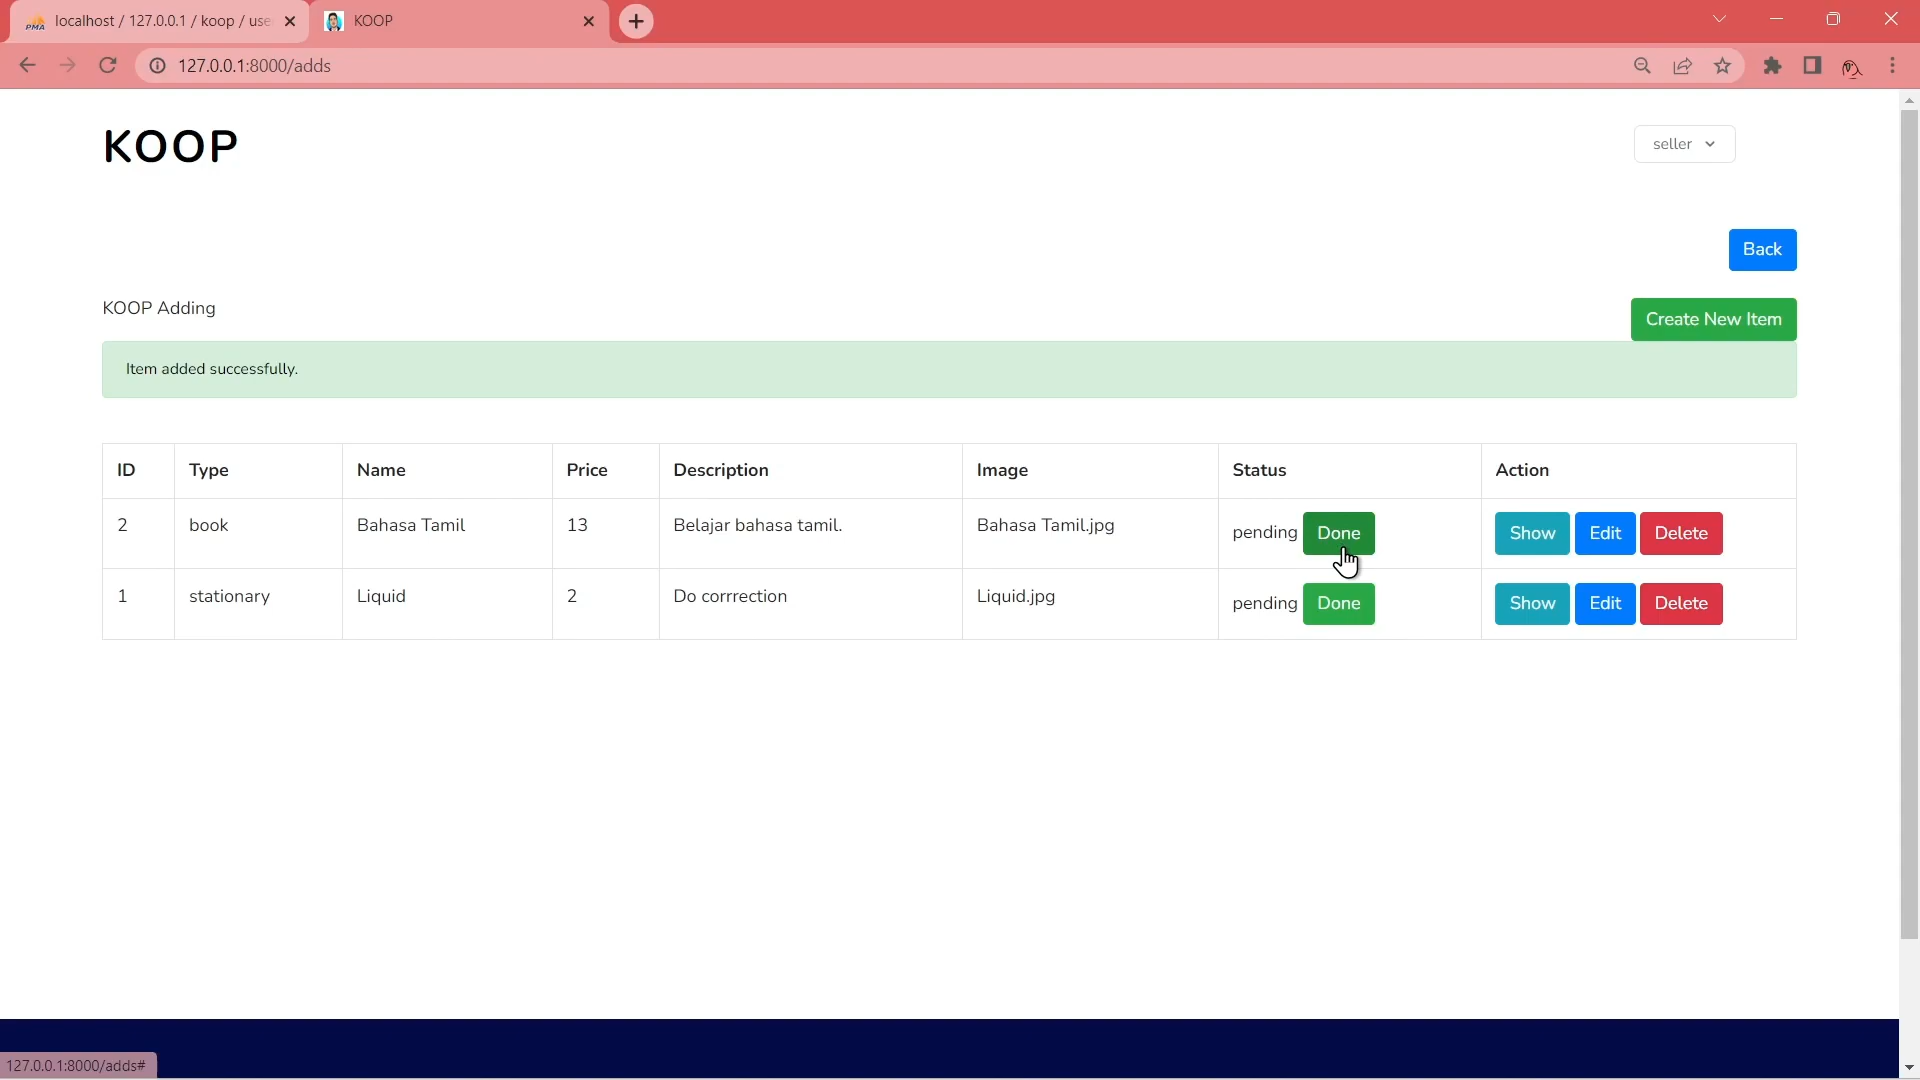 localhost / 127.0.0.1 / koop / use
KOOP
127.0.0.1:8000/adds
KOOP
seller
Back
KOOP Adding
Create New Item
Item added successfully.
ID Type Name Price Description Image Status Action
2 book Bahasa Tamil 13 Belajar bahasa tamil. Bahasa Tamil.jpg pending Done Show Edit Delete
1 stationary Liquid 2 Do corrrection Liquid.jpg pending Done Show Edit Delete
127.0.0.1:8000/adds#